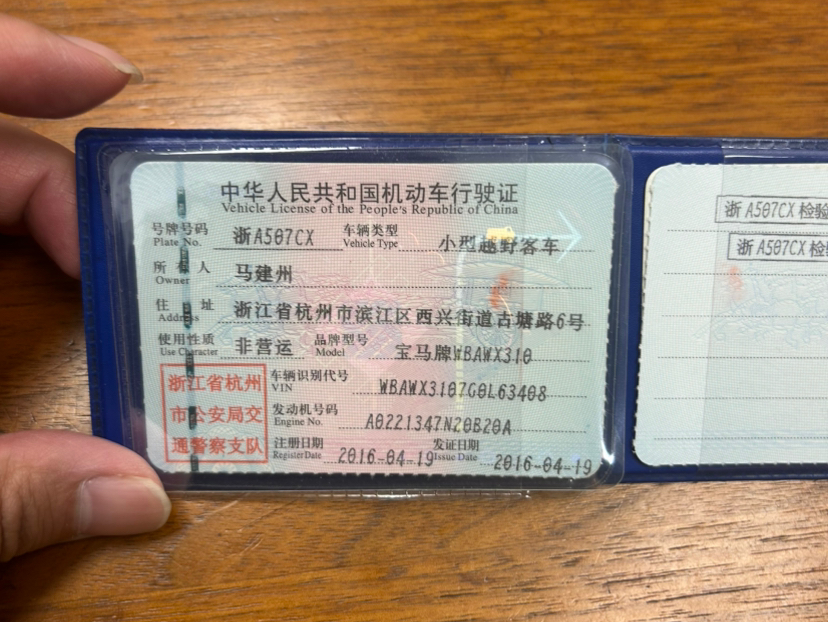 中华人民共和国机动车行驶证
Vehicle License of the People's Republic of China
号牌号码 浙A507CX 车辆类型 小型越野客车
Plate No. Vehicle Type
所有人 马建州
Owner
住址 浙江省杭州市滨江区西兴街道古塘路6号
Address
使用性质 非营运 品牌型号 宝马牌WBAWX310
Use Character Model
浙江省杭州
市公安局交
通警察支队
车辆识别代号 WBAWX3107G0L63408
VIN
发动机号码 A0221347N20B20A
Engine No.
注册日期 2016-04-19 发证日期 2016-04-19
Register Date Issue Date
浙A507CX检验
浙A507CX检